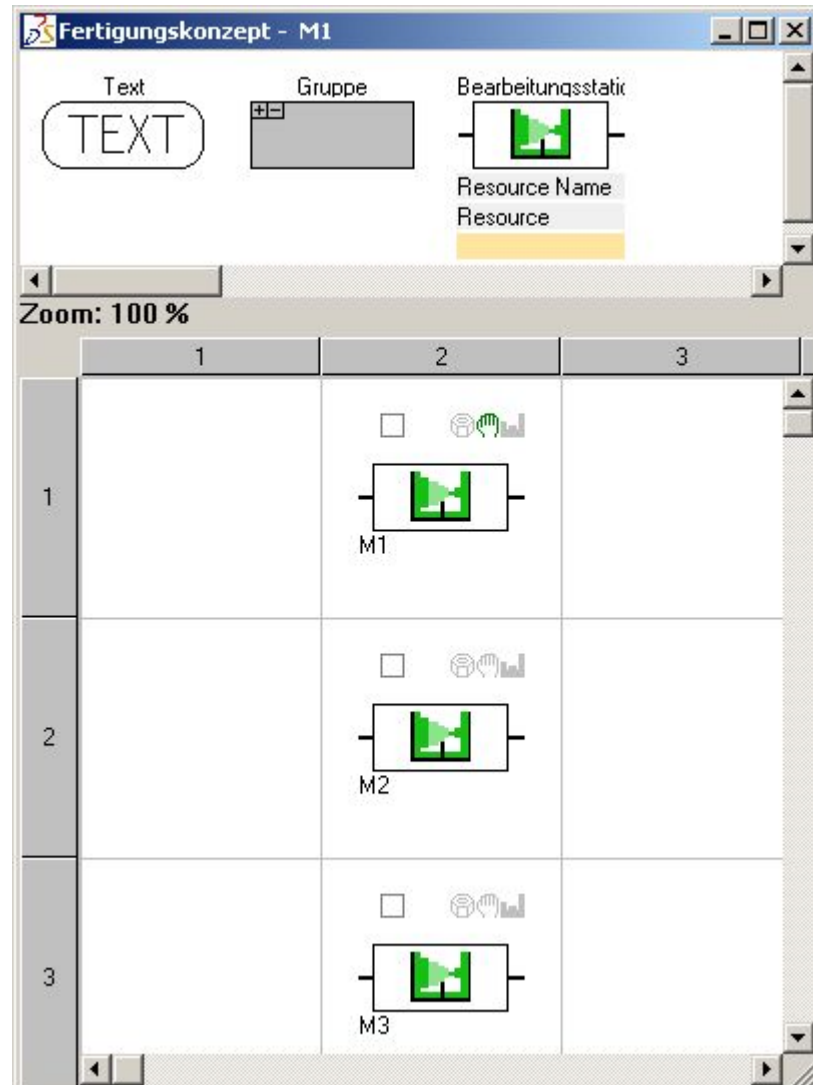 Fertigungskonzept - M1
Text Gruppe Bearbeitungsstatic
TEXT
Resource Name
Resource
Zoom: 100 %
1 2 3
1
M1
2
M2
3
M3